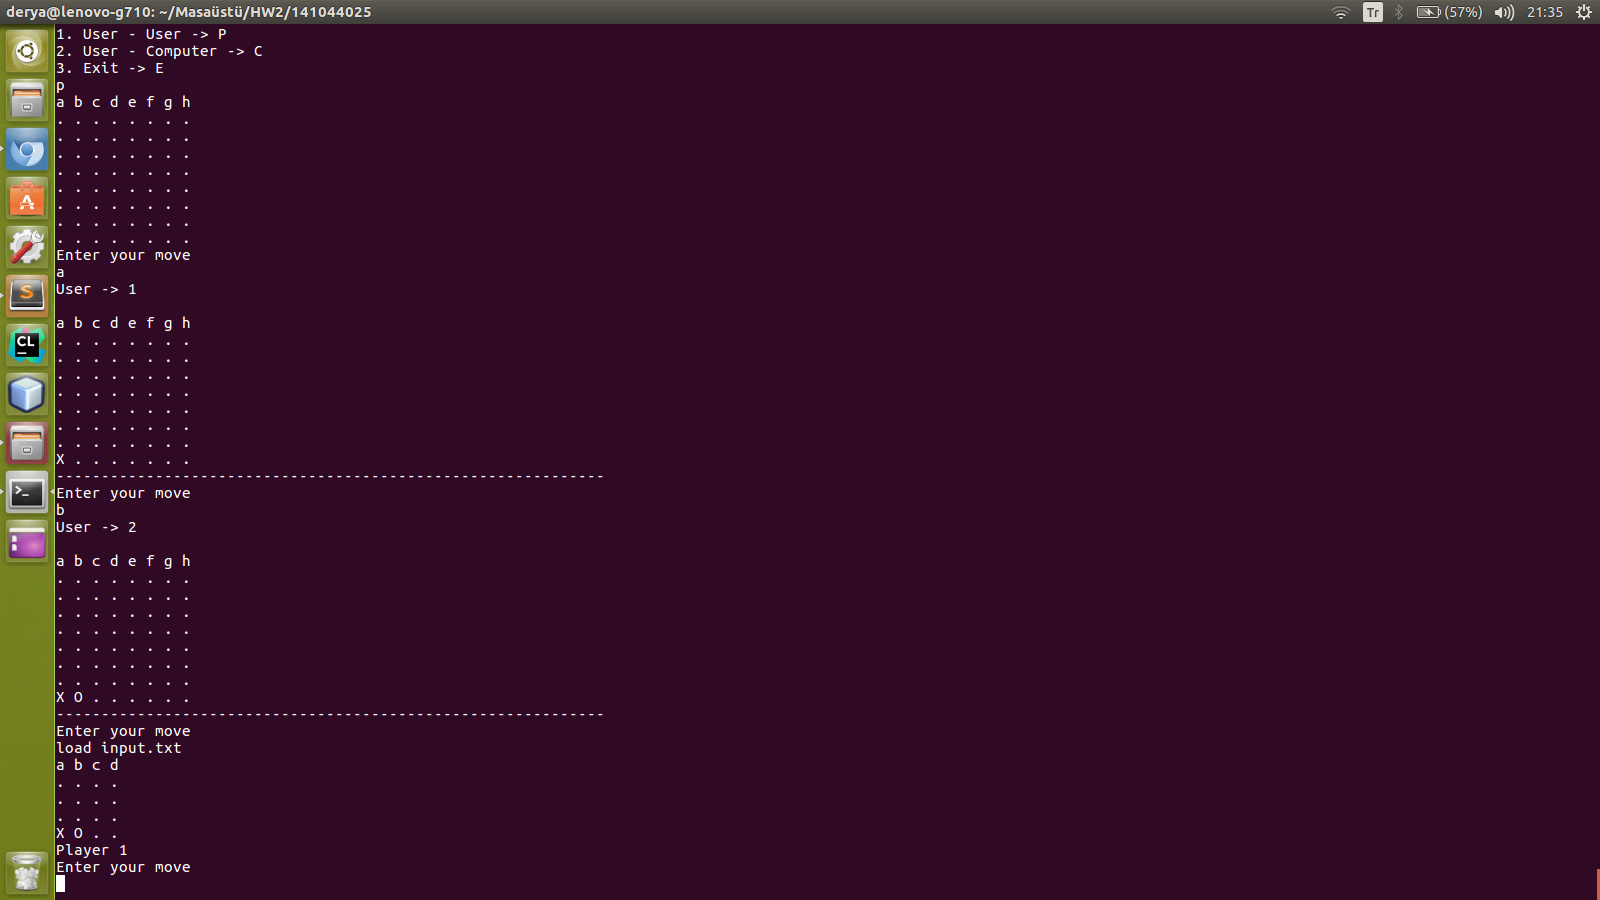 derya@lenovo-g710: ~/Masaüstü/HW2/141044025
Tr
(57%)
21:35
1. User - User -> P
2. User - Computer -> C
3. Exit -> E
p
a b c d e f g h
. . . . . . . .
. . . . . . . .
. . . . . . . .
. . . . . . . .
. . . . . . . .
. . . . . . . .
. . . . . . . .
. . . . . . . .
Enter your move
a
User -> 1
a b c d e f g h
. . . . . . . .
. . . . . . . .
. . . . . . . .
. . . . . . . .
. . . . . . . .
. . . . . . . .
. . . . . . . .
X . . . . . . .
-------------------------------------------------------------
Enter your move
b
User -> 2
a b c d e f g h
. . . . . . . .
. . . . . . . .
. . . . . . . .
. . . . . . . .
. . . . . . . .
. . . . . . . .
. . . . . . . .
X O . . . . . .
-------------------------------------------------------------
Enter your move
load input.txt
a b c d
. . . .
. . . .
. . . .
X O . .
Player 1
Enter your move
A
S
CL
>_